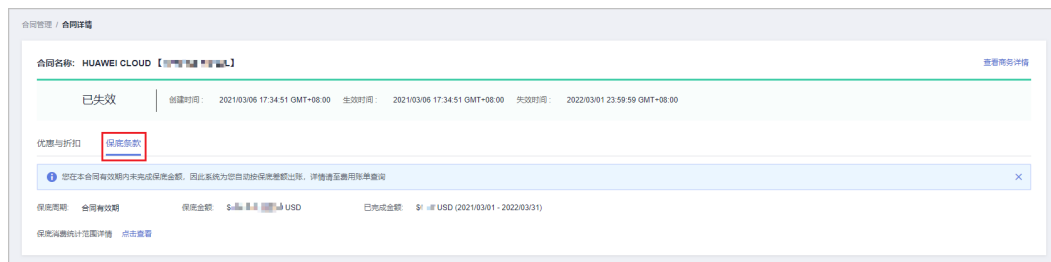 合同管理 / 合同详情
合同名称: HUAWEI CLOUD 【 L】 查看商务详情
已失效 创建时间: 2021/03/06 17:34:51 GMT+08:00 生效时间: 2021/03/06 17:34:51 GMT+08:00 失效时间: 2022/03/01 23:59:59 GMT+08:00
优惠与折扣 保底条款
您在本合同有效期内未完成保底金额，因此系统为您自动按保底差额出账，详情请至费用账单查询
保底周期: 合同有效期 保底金额: $ USD 已完成金额: $ USD (2021/03/01 - 2022/03/31)
保底消费统计范围详情 点击查看